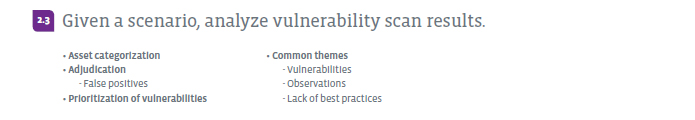 2.3 Given a scenario, analyze vulnerability scan results.
• Asset categorization
• Adjudication
- False positives
• Prioritization of vulnerabilities
• Common themes
- Vulnerabilities
- Observations
- Lack of best practices